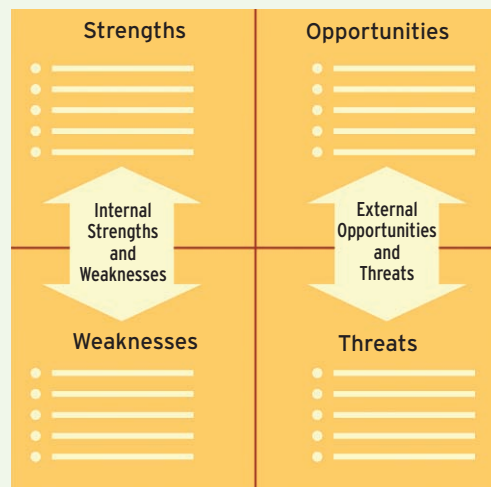 Strengths
Opportunities
Internal
Strengths
and
Weaknesses
External
Opportunities
and
Threats
Weaknesses
Threats